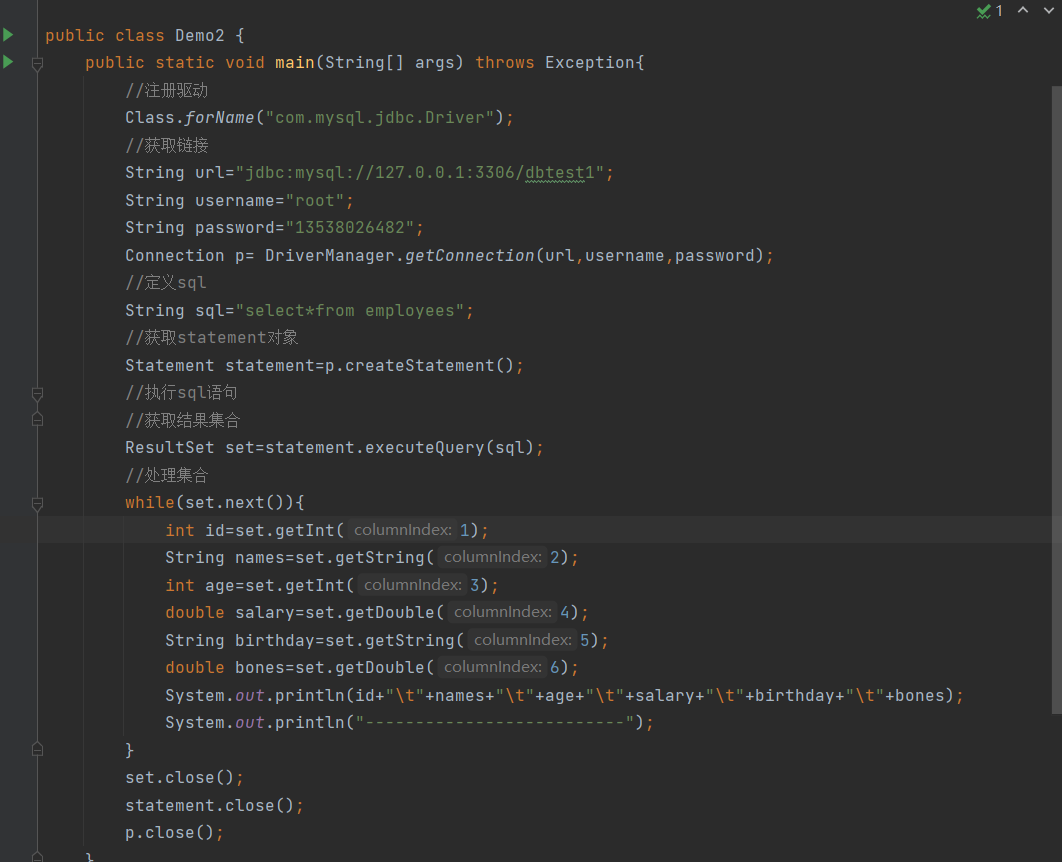 1
public class Demo2 {
public static void main(String[] args) throws Exception{
//注册驱动
Class.forName("com.mysql.jdbc.Driver");
//获取链接
String url="jdbc:mysql://127.0.0.1:3306/dbtest1";
String username="root";
String password="13538026482";
Connection p= DriverManager.getConnection(url,username,password);
//定义sql
String sql="select*from employees";
//获取statement对象
Statement statement=p.createStatement();
//执行sql语句
//获取结果集合
ResultSet set=statement.executeQuery(sql);
//处理集合
while(set.next()){
int id=set.getInt( columnIndex: 1);
String names=set.getString( columnIndex: 2);
int age=set.getInt( columnIndex: 3);
double salary=set.getDouble( columnIndex: 4);
String birthday=set.getString( columnIndex: 5);
double bones=set.getDouble( columnIndex: 6);
System.out.println(id+"\t"+names+"\t"+age+"\t"+salary+"\t"+birthday+"\t"+bones);
System.out.println("--------------------------");
}
set.close();
statement.close();
p.close();
}